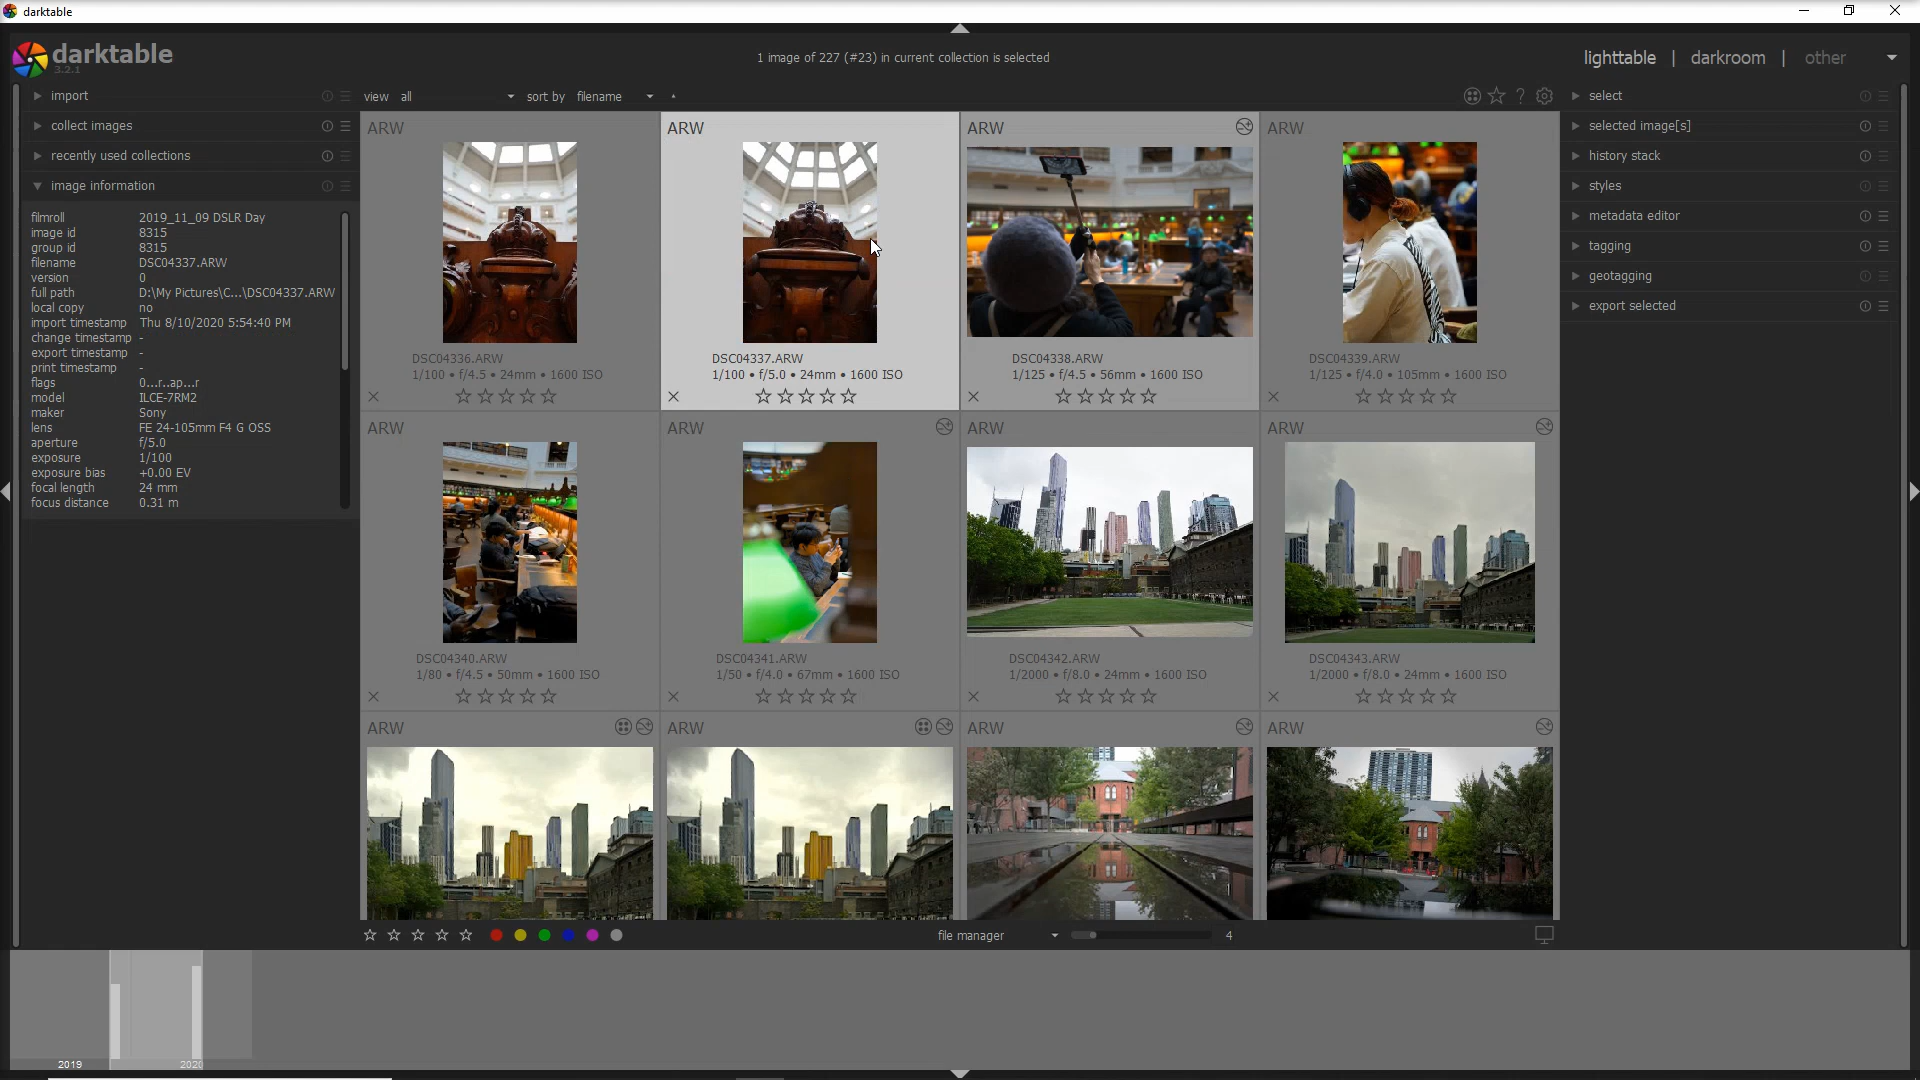 darktable
darktable
3.2.1
1 image of 227 (#23) in current collection is selected
lighttable | darkroom | other
import
collect images
recently used collections
image information
filmroll 2019_11_09 DSLR Day
image id 8315
group id 8315
filename DSC04337.ARW
version 0
full path D:\My Pictures\C...\DSC04337.ARW
local copy no
import timestamp Thu 8/10/2020 5:54:40 PM
change timestamp -
export timestamp -
print timestamp -
flags 0...r..ap...r
model ILCE-7RM2
maker Sony
lens FE 24-105mm F4 G OSS
aperture f/5.0
exposure 1/100
exposure bias +0.00 EV
focal length 24 mm
focus distance 0.31 m
view all sort by filename
ARW ARW ARW ARW
DSC04336.ARW DSC04337.ARW DSC04338.ARW DSC04339.ARW
1/100 • f/4.5 • 24mm • 1600 ISO 1/100 • f/5.0 • 24mm • 1600 ISO 1/125 • f/4.5 • 56mm • 1600 ISO 1/125 • f/4.0 • 105mm • 1600 ISO
ARW ARW ARW ARW
DSC04340.ARW DSC04341.ARW DSC04342.ARW DSC04343.ARW
1/80 • f/4.5 • 50mm • 1600 ISO 1/50 • f/4.0 • 67mm • 1600 ISO 1/2000 • f/8.0 • 24mm • 1600 ISO 1/2000 • f/8.0 • 24mm • 1600 ISO
ARW ARW ARW ARW
file manager 4
select
selected image[s]
history stack
styles
metadata editor
tagging
geotagging
export selected
2019 2020